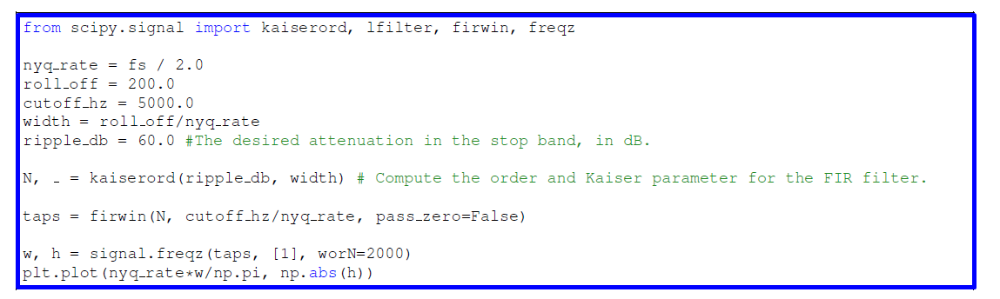 from scipy.signal import kaiserord, lfilter, firwin, freqz
nyq_rate = fs / 2.0
roll_off = 200.0
cutoff_hz = 5000.0
width = roll_off/nyq_rate
ripple_db = 60.0 #The desired attenuation in the stop band, in dB.
N, _ = kaiserord(ripple_db, width) # Compute the order and Kaiser parameter for the FIR filter.
taps = firwin(N, cutoff_hz/nyq_rate, pass_zero=False)
w, h = signal.freqz(taps, [1], worN=2000)
plt.plot(nyq_rate*w/np.pi, np.abs(h))